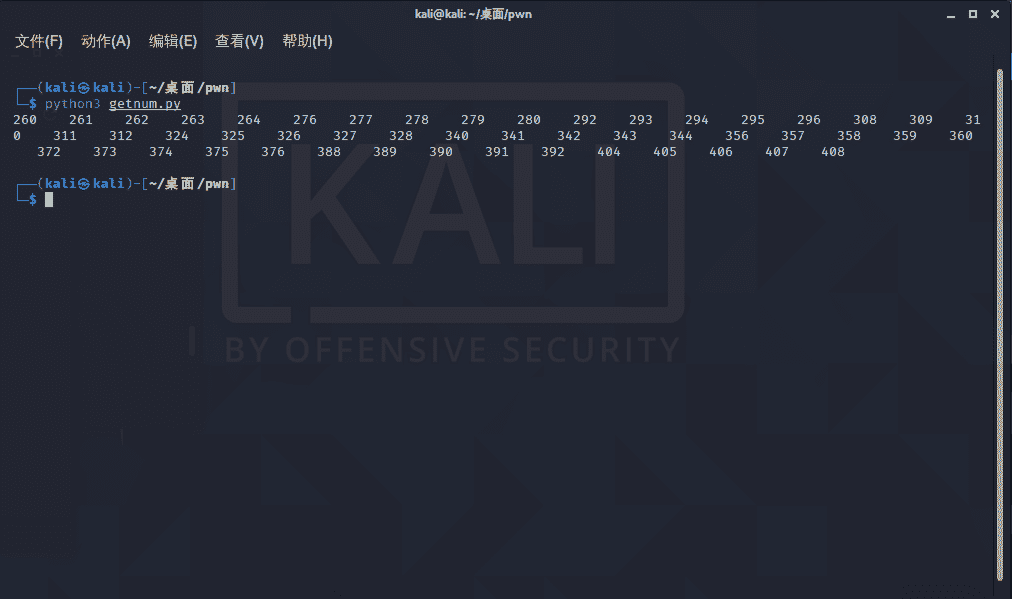 kali@kali: ~/桌面/pwn
文件(F) 动作(A) 编辑(E) 查看(V) 帮助(H)
┌──(kali㉿kali)-[~/桌面/pwn]
└─$ python3 getnum.py
260 261 262 263 264 276 277 278 279 280 292 293 294 295 296 308 309 31
0 311 312 324 325 326 327 328 340 341 342 343 344 356 357 358 359 360
372 373 374 375 376 388 389 390 391 392 404 405 406 407 408
┌──(kali㉿kali)-[~/桌面/pwn]
└─$
KALI
BY OFFENSIVE SECURITY